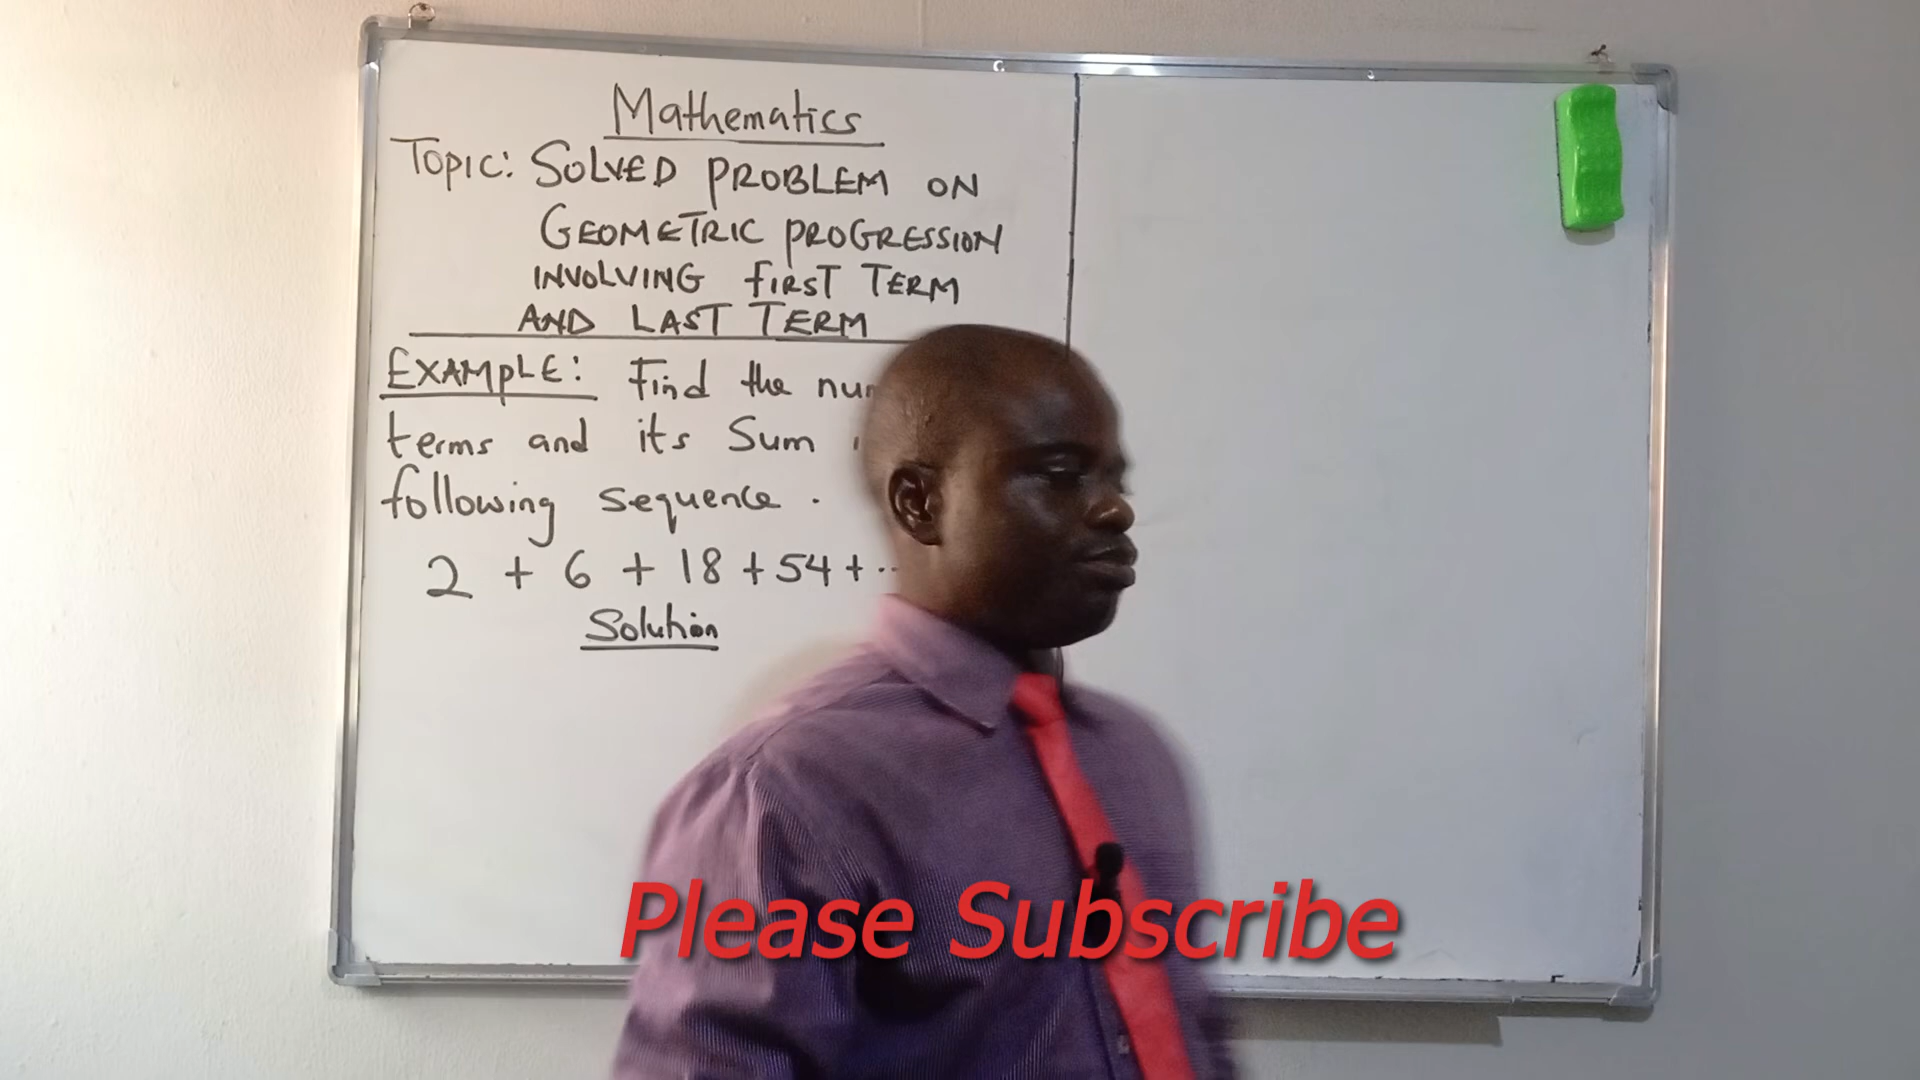 Mathematics
Topic: SOLVED PROBLEM ON
GEOMETRIC PROGRESSION
INVOLVING FIRST TERM
AND LAST TERM
EXAMPLE: Find the
terms and its Sum
following sequence.
2 + 6 + 18 + 54 + ..
Solution
Please Subscribe